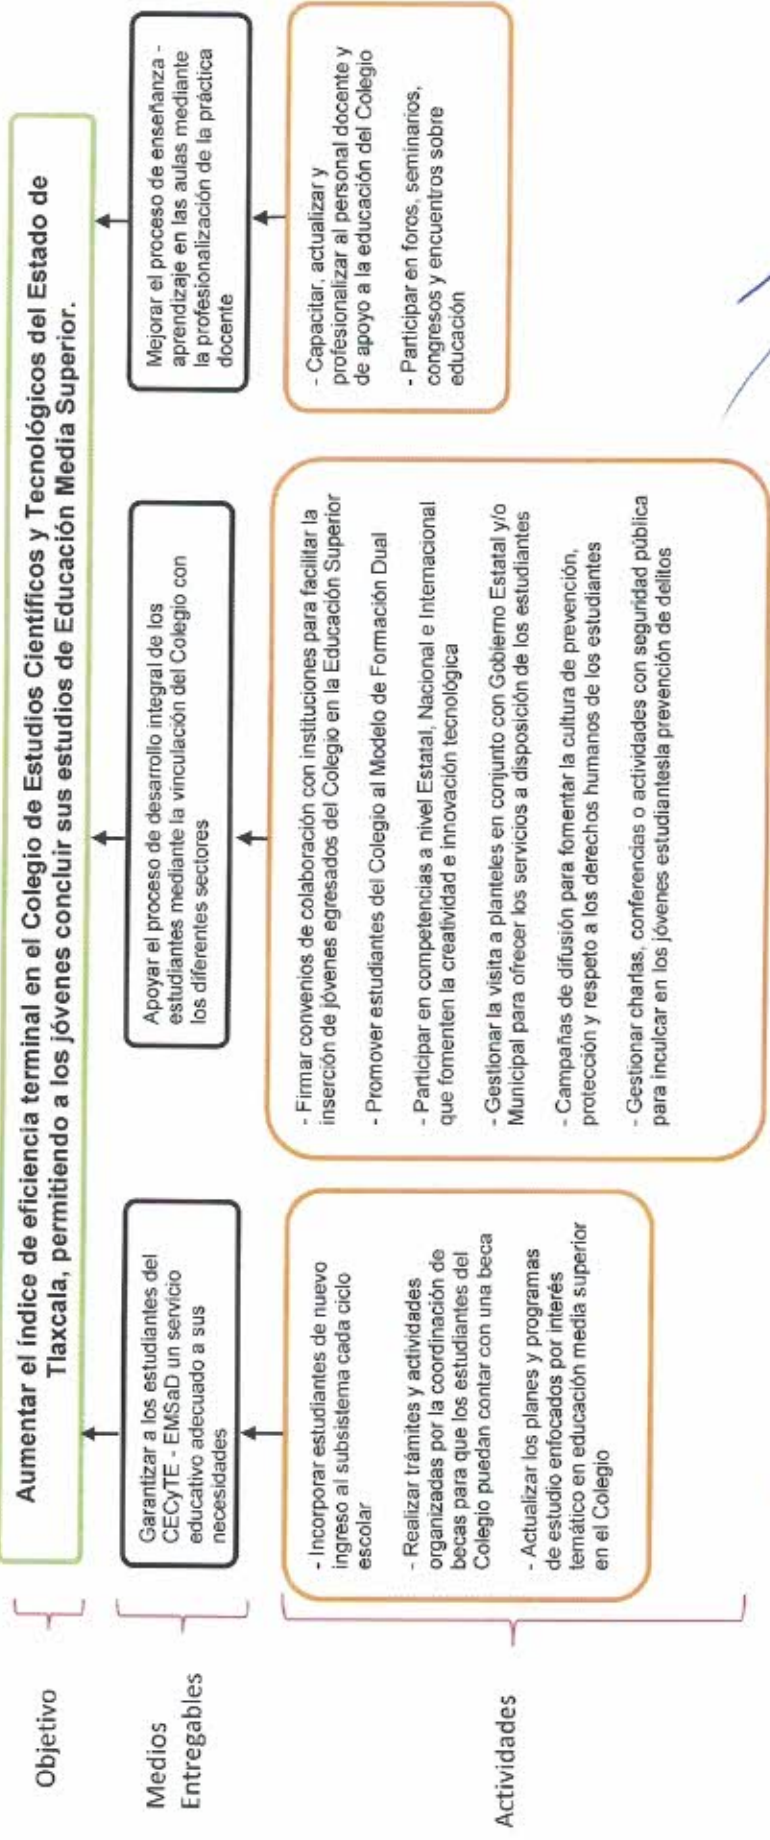 Objetivo
Aumentar el índice de eficiencia terminal en el Colegio de Estudios Científicos y Tecnológicos del Estado de
Tlaxcala, permitiendo a los jóvenes concluir sus estudios de Educación Media Superior.
Medios
Entregables
Garantizar a los estudiantes del
CECyTE - EMSaD un servicio
educativo adecuado a sus
necesidades
Apoyar el proceso de desarrollo integral de los
estudiantes mediante la vinculación del Colegio con
los diferentes sectores
Mejorar el proceso de enseñanza -
aprendizaje en las aulas mediante
la profesionalización de la práctica
docente
Actividades
- Incorporar estudiantes de nuevo
ingreso al subsistema cada ciclo
escolar
- Realizar trámites y actividades
organizadas por la coordinación de
becas para que los estudiantes del
Colegio puedan contar con una beca
- Actualizar los planes y programas
de estudio enfocados por interés
temático en educación media superior
en el Colegio
- Firmar convenios de colaboración con instituciones para facilitar la
inserción de jóvenes egresados del Colegio en la Educación Superior
- Promover estudiantes del Colegio al Modelo de Formación Dual
- Participar en competencias a nivel Estatal, Nacional e Internacional
que fomenten la creatividad e innovación tecnológica
- Gestionar la visita a planteles en conjunto con Gobierno Estatal y/o
Municipal para ofrecer los servicios a disposición de los estudiantes
- Campañas de difusión para fomentar la cultura de prevención,
protección y respeto a los derechos humanos de los estudiantes
- Gestionar charlas, conferencias o actividades con seguridad pública
para inculcar en los jóvenes estudiantesla prevención de delitos
- Capacitar, actualizar y
profesionalizar al personal docente y
de apoyo a la educación del Colegio
- Participar en foros, seminarios,
congresos y encuentros sobre
educación